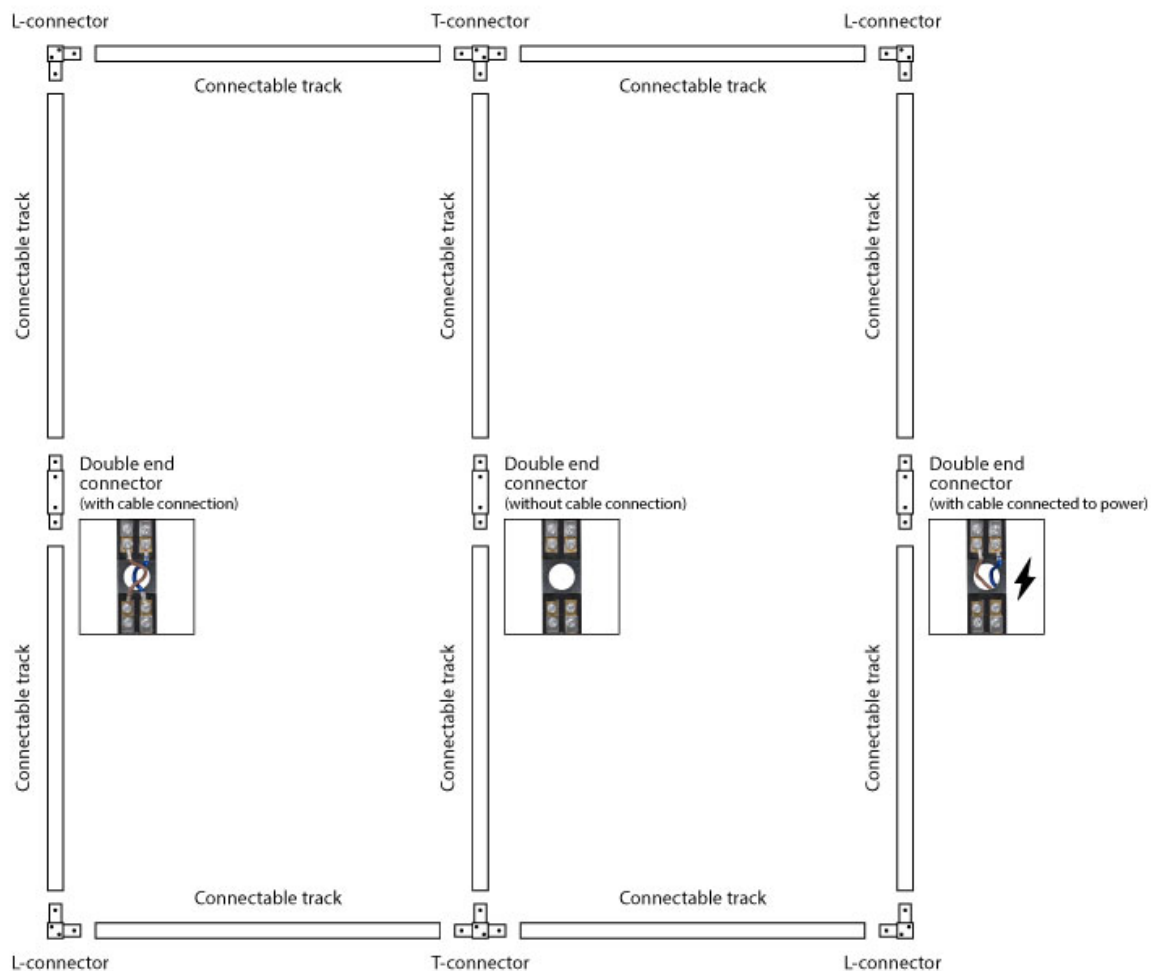 L-connector
T-connector
L-connector
Connectable track
Connectable track
Connectable track
Connectable track
Connectable track
Double end
connector
(with cable connection)
Double end
connector
(without cable connection)
Double end
connector
(with cable connected to power)
Connectable track
Connectable track
Connectable track
Connectable track
Connectable track
L-connector
T-connector
L-connector